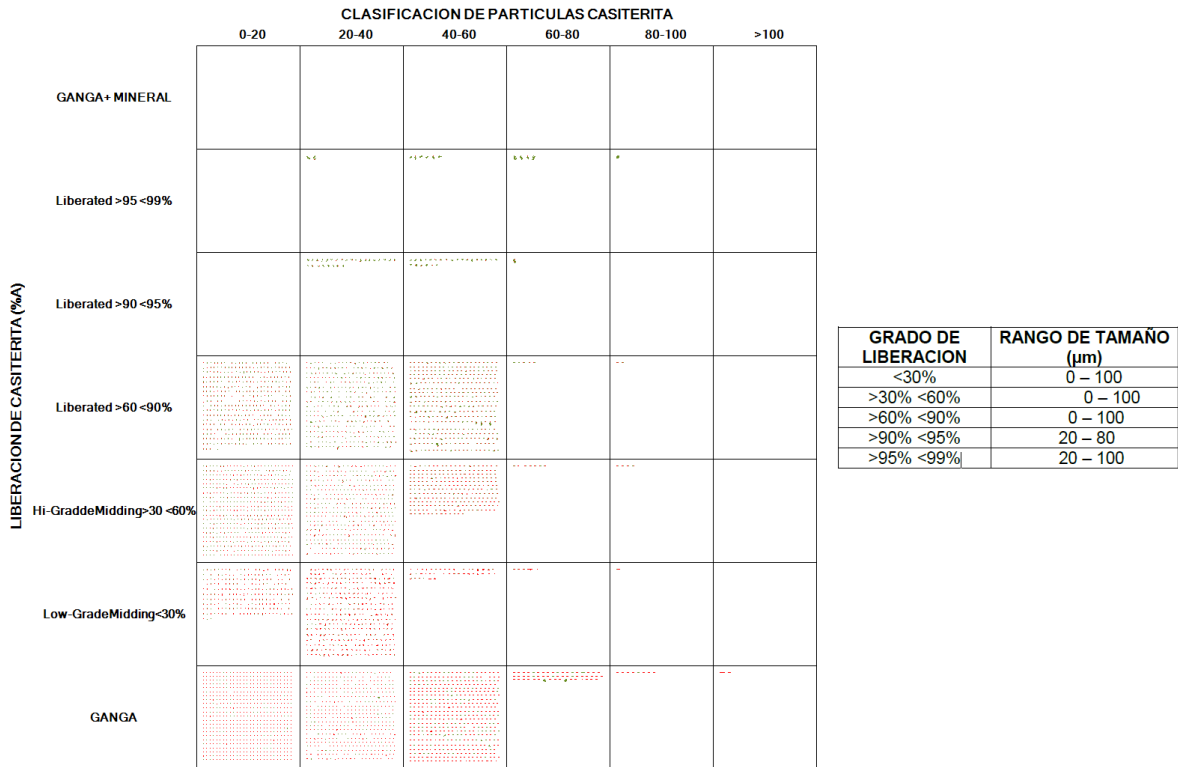 CLASIFICACION DE PARTICULAS CASITERITA
0-20 20-40 40-60 60-80 80-100 >100
LIBERACION DE CASITERITA (%A)
GANGA+ MINERAL
Liberated >95 <99%
Liberated >90 <95%
Liberated >60 <90%
Hi-GraddeMidding>30 <60%
Low-GradeMidding<30%
GANGA
GRADO DE LIBERACION RANGO DE TAMAÑO (µm)
<30% 0 – 100
>30% <60% 0 – 100
>60% <90% 0 – 100
>90% <95% 20 – 80
>95% <99% 20 – 100